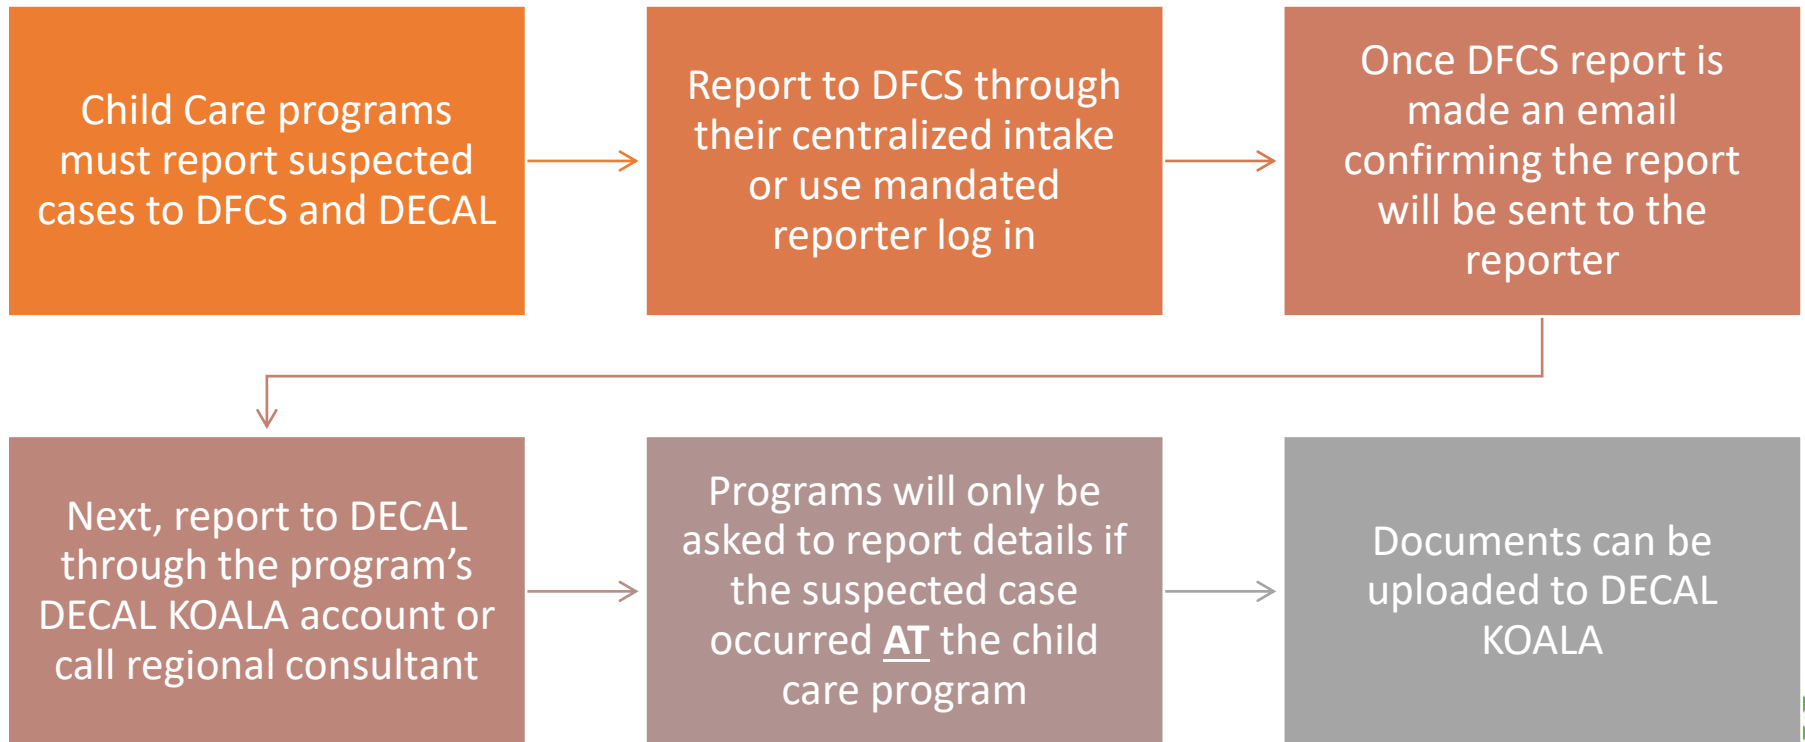 Child Care programs
must report suspected
cases to DFCS and DECAL
Report to DFCS through
their centralized intake
or use mandated
reporter log in
Once DFCS report is
made an email
confirming the report
will be sent to the
reporter
Next, report to DECAL
through the program’s
DECAL KOALA account or
call regional consultant
Programs will only be
asked to report details if
the suspected case
occurred AT the child
care program
Documents can be
uploaded to DECAL
KOALA